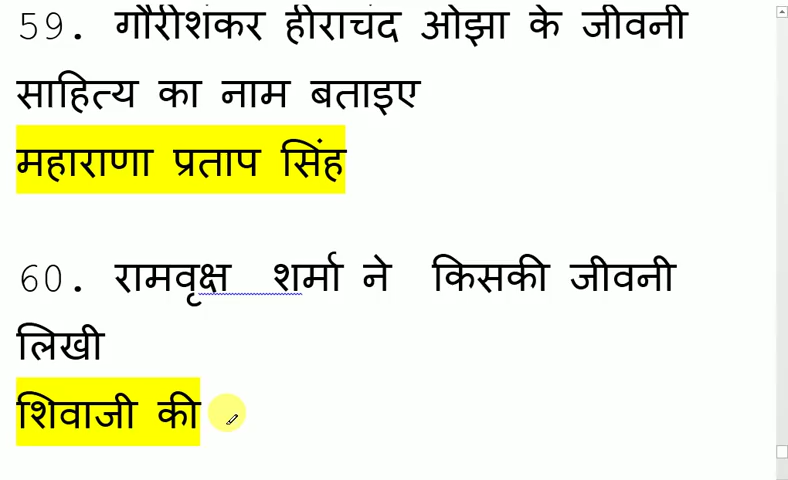 59. गौरीशंकर हीराचंद ओझा के जीवनी
साहित्य का नाम बताइए
महाराणा प्रताप सिंह
60. रामवृक्ष शर्मा ने किसकी जीवनी
लिखी
शिवाजी की